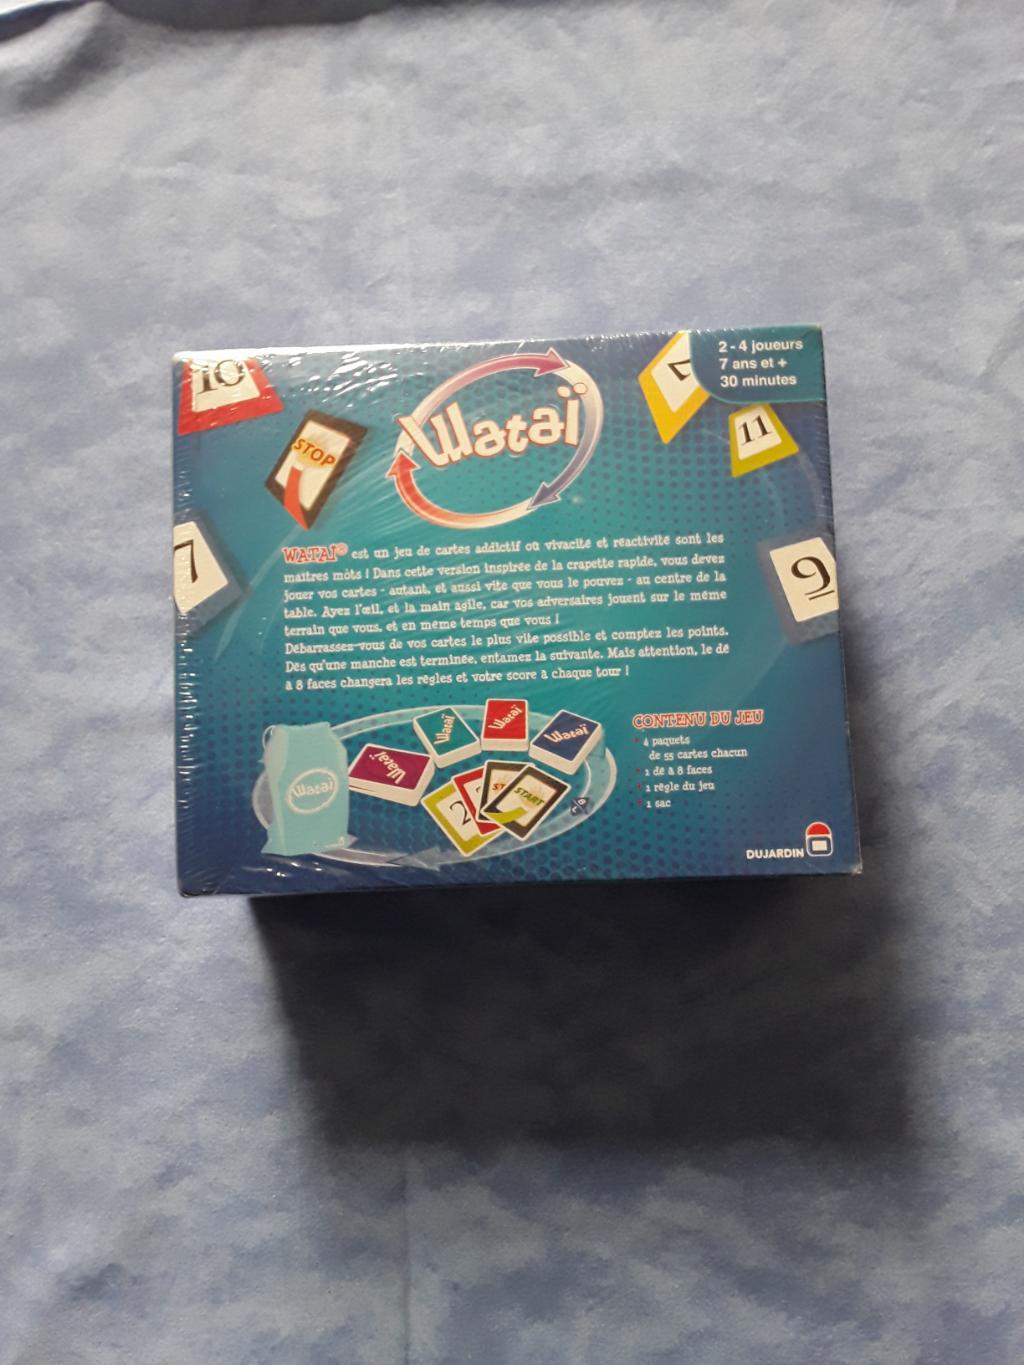 2 - 4 joueurs
7 ans et +
30 minutes
10
7
11
STOP
Wataï
7
9
WATAÏ® est un jeu de cartes addictif où vivacité et réactivité sont les
maîtres mots ! Dans cette version inspirée de la crapette rapide, vous devez
jouer vos cartes - autant, et aussi vite que vous le pouvez - au centre de la
table. Ayez l'œil, et la main agile, car vos adversaires jouent sur le même
terrain que vous, et en même temps que vous !
Débarrassez-vous de vos cartes le plus vite possible et comptez les points.
Dès qu'une manche est terminée, entamez la suivante. Mais attention, le dé
à 8 faces changera les règles et votre score à chaque tour !
Wataï
Wataï
Wataï
Wataï
Wataï
2
START
CONTENU DU JEU
• 4 paquets
de 55 cartes chacun
• 1 dé à 8 faces
• 1 règle du jeu
• 1 sac
DUJARDIN